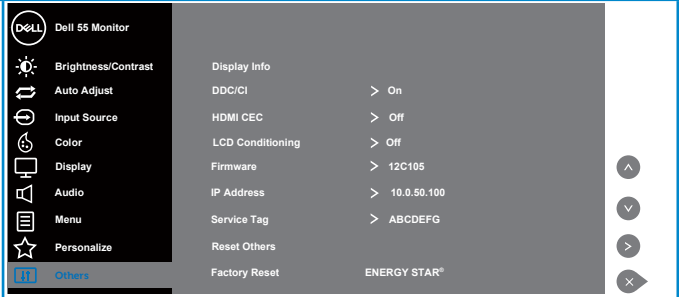 DELL Dell 55 Monitor
Brightness/Contrast
Auto Adjust
Input Source
Color
Display
Audio
Menu
Personalize
Others
Display Info
DDC/CI > On
HDMI CEC > Off
LCD Conditioning > Off
Firmware > 12C105
IP Address > 10.0.50.100
Service Tag > ABCDEFG
Reset Others
Factory Reset ENERGY STAR®